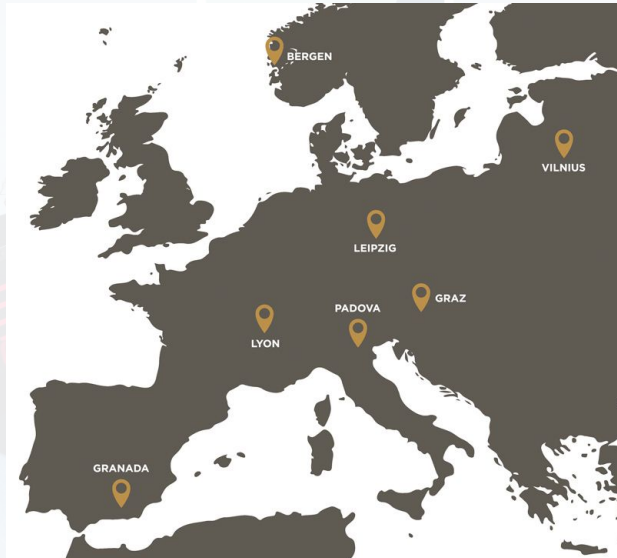 BERGEN
VILNIUS
LEIPZIG
GRAZ
PADOVA
LYON
GRANADA